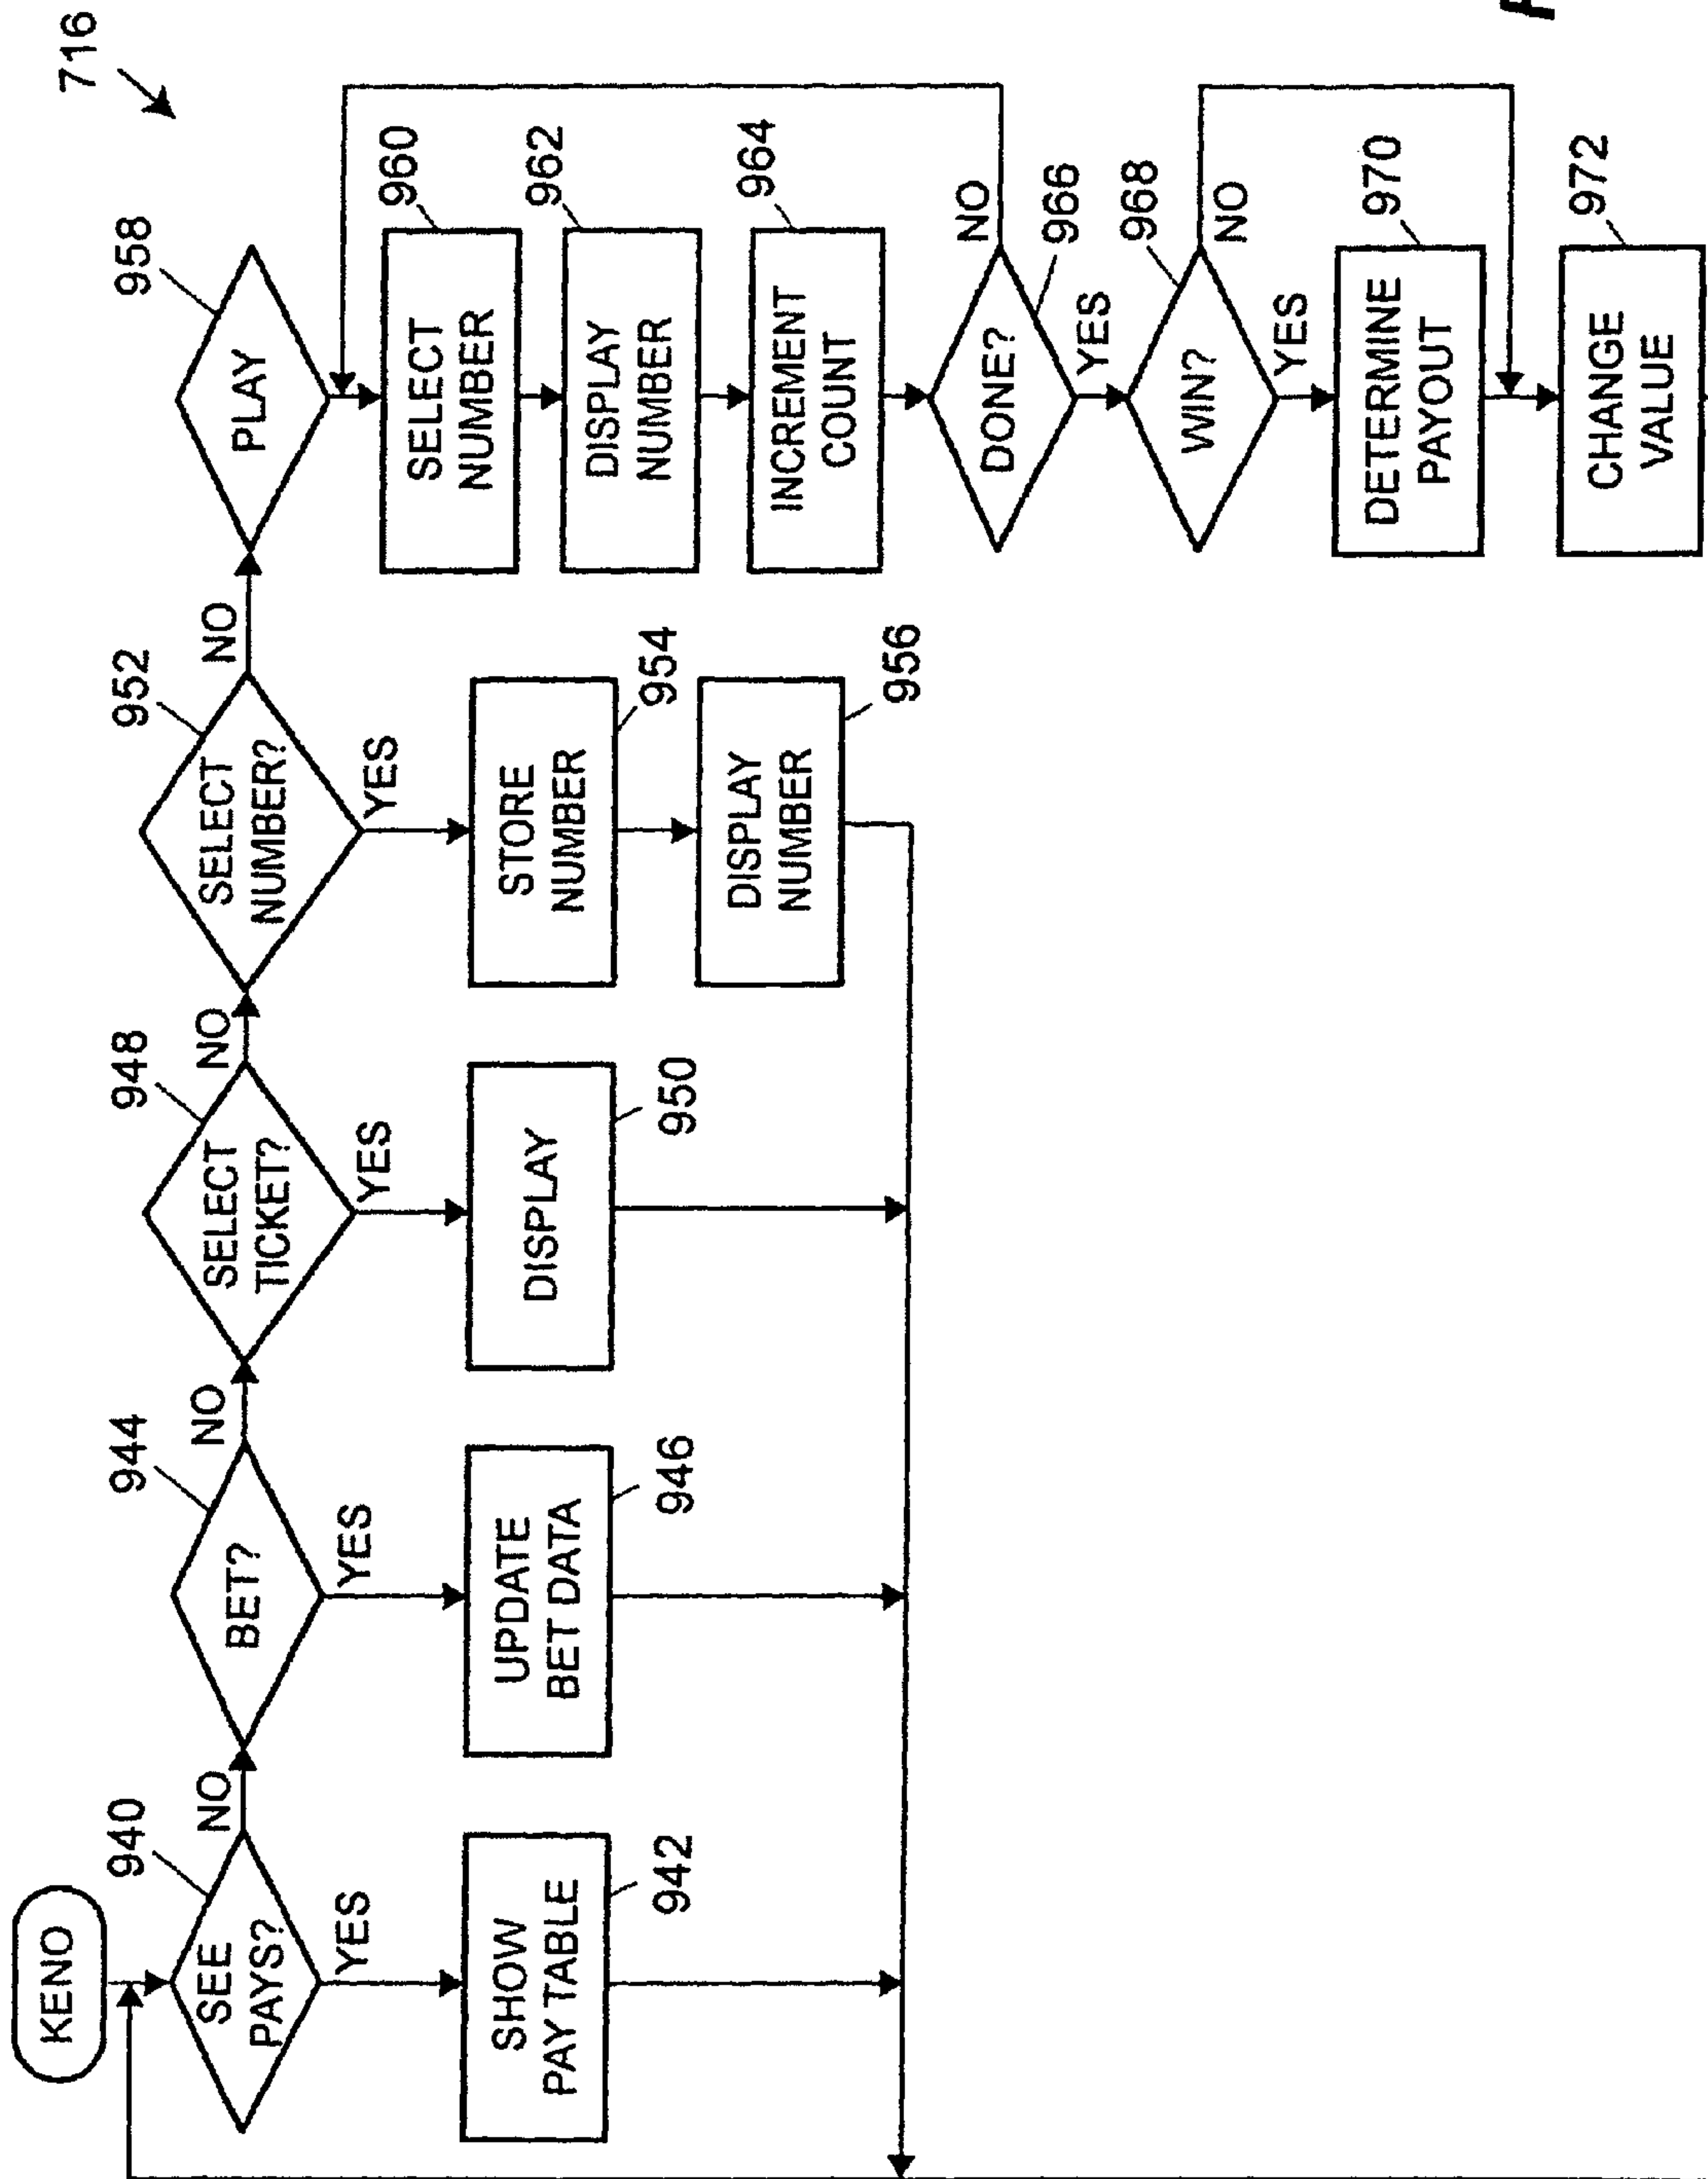 716
KENO
940
SEE
PAYS?
NO
YES
SHOW
PAY TABLE
942
944
BET?
NO
YES
UPDATE
BET DATA
946
948
SELECT
TICKET?
NO
YES
DISPLAY
950
952
SELECT
NUMBER?
NO
YES
STORE
NUMBER
954
DISPLAY
NUMBER
956
958
PLAY
960
SELECT
NUMBER
962
DISPLAY
NUMBER
964
INCREMENT
COUNT
DONE?
NO
966
YES
968
WIN?
NO
YES
970
DETERMINE
PAYOUT
972
CHANGE
VALUE